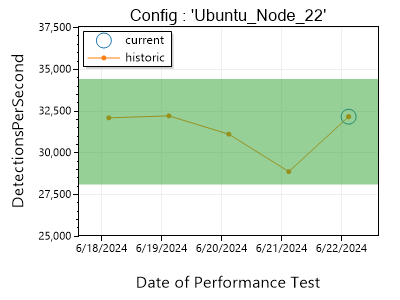 Config : 'Ubuntu_Node_22'
current
historic
DetectionsPerSecond
37,500
35,000
32,500
30,000
27,500
25,000
6/18/2024
6/19/2024
6/20/2024
6/21/2024
6/22/2024
Date of Performance Test